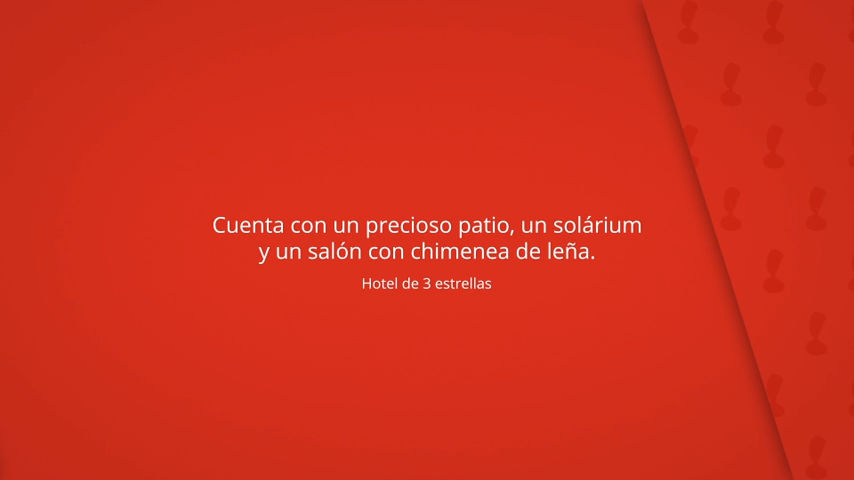 Cuenta con un precioso patio, un solárium
y un salón con chimenea de leña.
Hotel de 3 estrellas